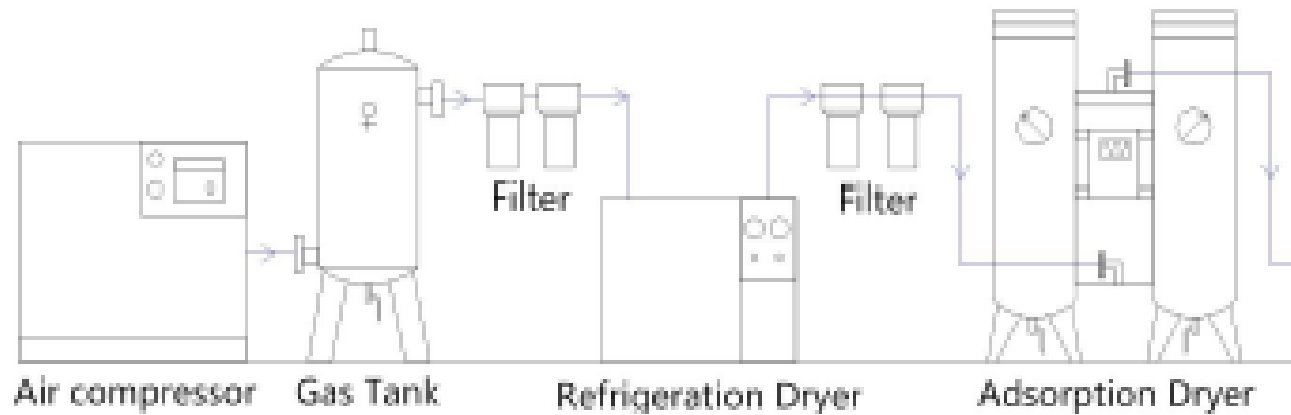 Filter
Filter
Air compressor
Gas Tank
Refrigeration Dryer
Adsorption Dryer